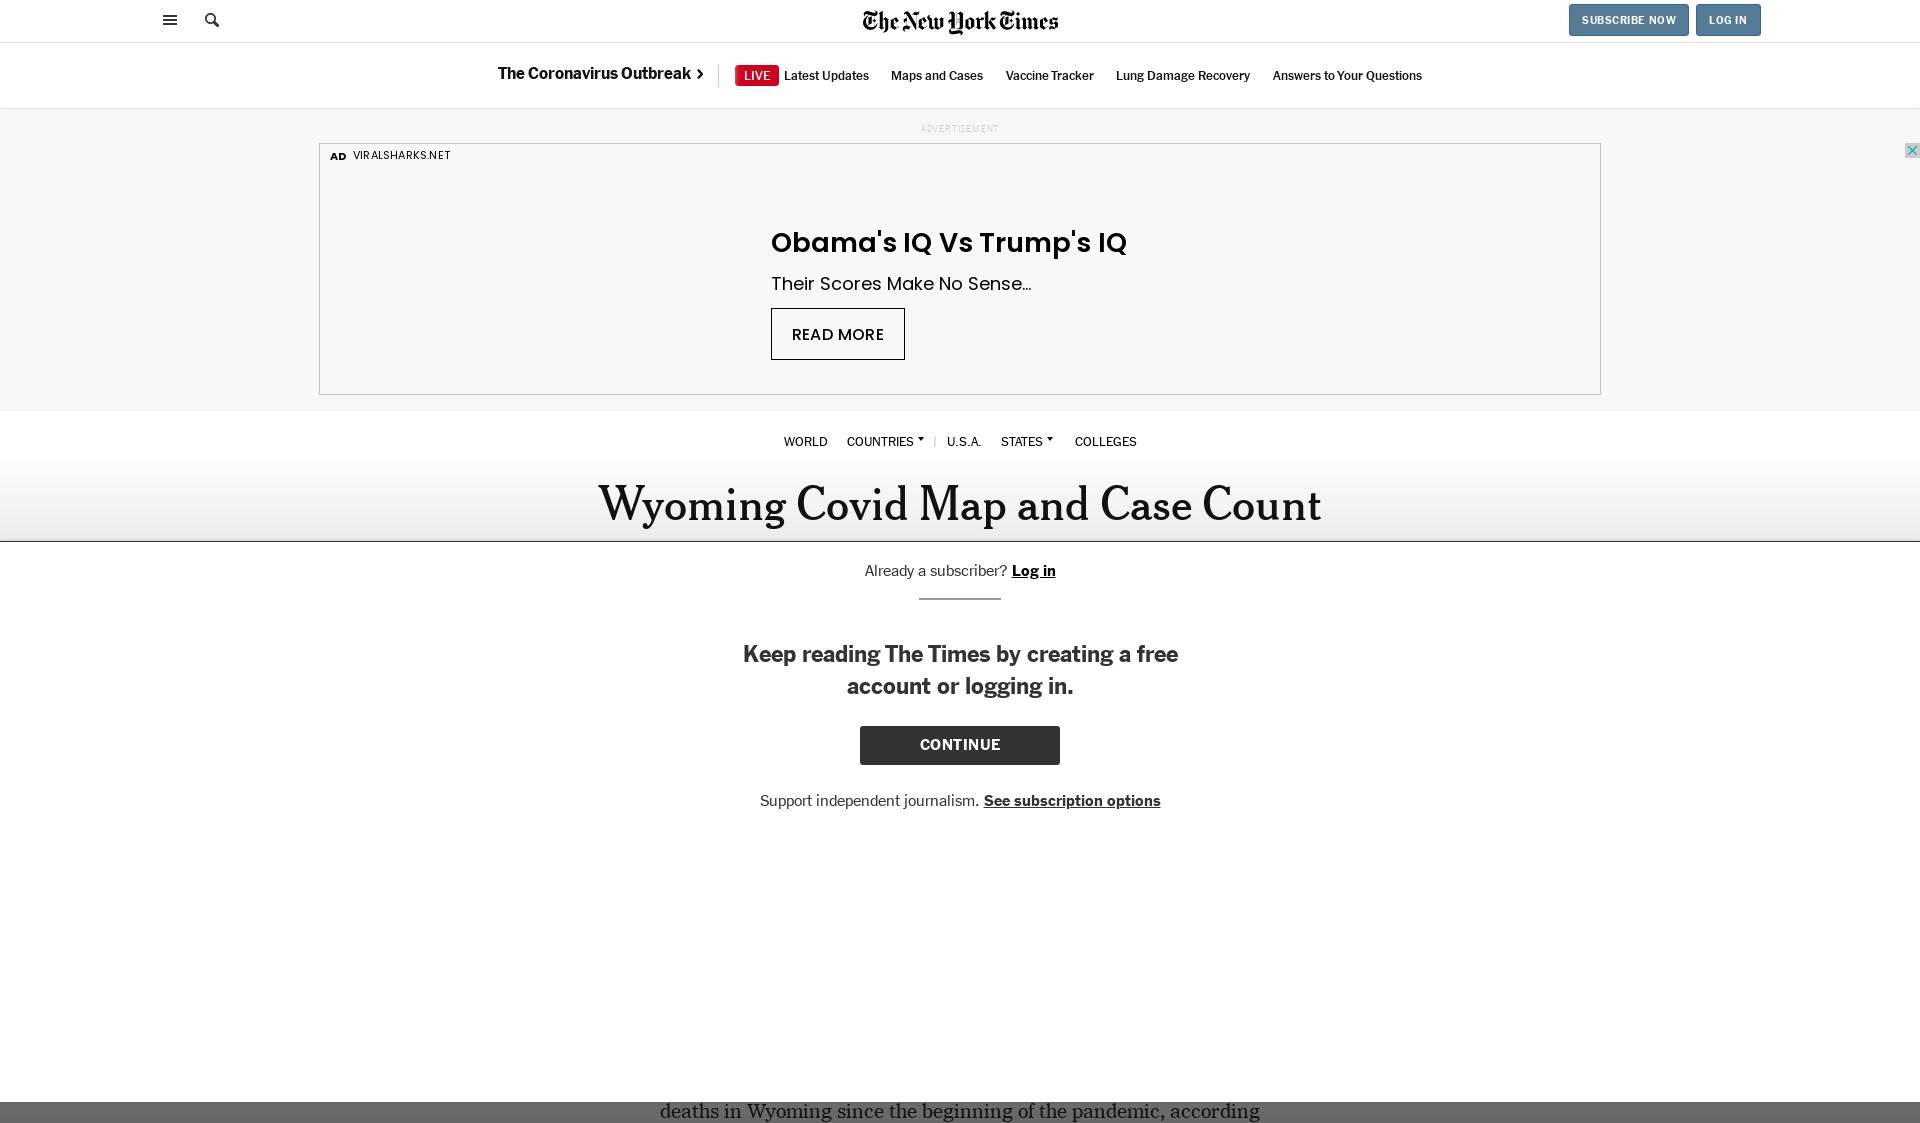 The New York Times
SUBSCRIBE NOW
LOG IN
The Coronavirus Outbreak
LIVE Latest Updates
Maps and Cases
Vaccine Tracker
Lung Damage Recovery
Answers to Your Questions
ADVERTISEMENT
AD VIRALSHARKS.NET
Obama's IQ Vs Trump's IQ
Their Scores Make No Sense...
READ MORE
WORLD COUNTRIES | U.S.A. STATES COLLEGES
Wyoming Covid Map and Case Count
Already a subscriber? Log in
Keep reading The Times by creating a free
account or logging in.
CONTINUE
Support independent journalism. See subscription options
deaths in Wyoming since the beginning of the pandemic, according